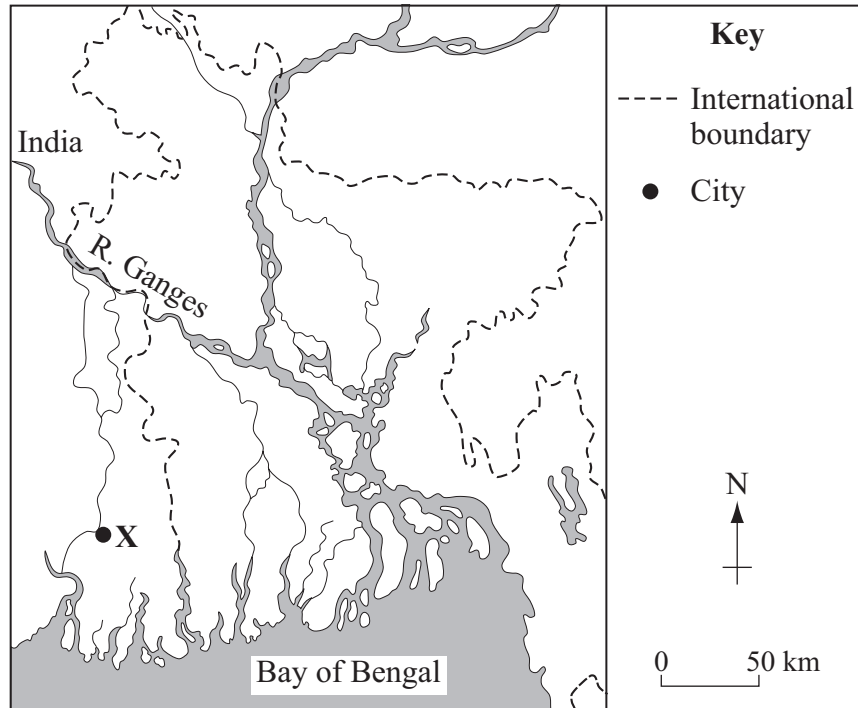 India
R. Ganges
X
Bay of Bengal
Key
International
boundary
City
N
0 50 km